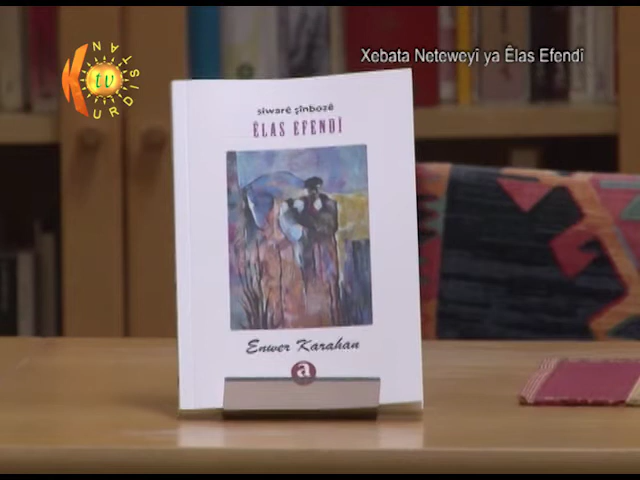 KURDISTAN
tv
Xebata Neteweyî ya Êlas Efendî
siwarê şînbozê
ÊLAS EFENDÎ
Enwer Karahan
a